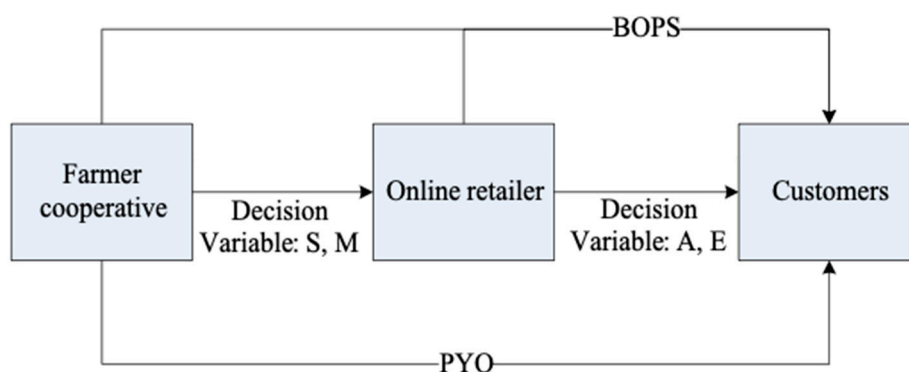 BOPS
Farmer
cooperative
Decision
Variable: S, M
Online retailer
Decision
Variable: A, E
Customers
PYO